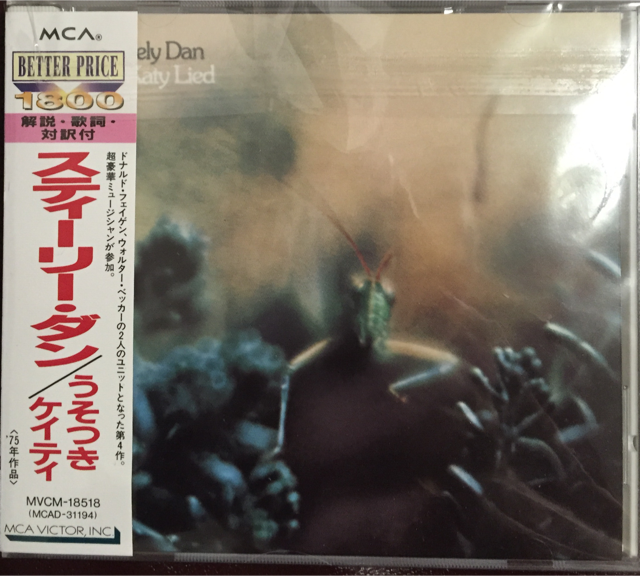 MCA®
BETTER PRICE
1800
解説・歌詞・
対訳付
スティーリー・ダン/うそつき
ケイティ
ドナルド・フェイゲン、ウォルター・ベッカーの2人のユニットとなった第4作。
超豪華ミュージシャンが参加。
〈'75年作品〉
MVCM-18518
(MCAD-31194)
MCA VICTOR, INC.
ely Dan
Katy Lied